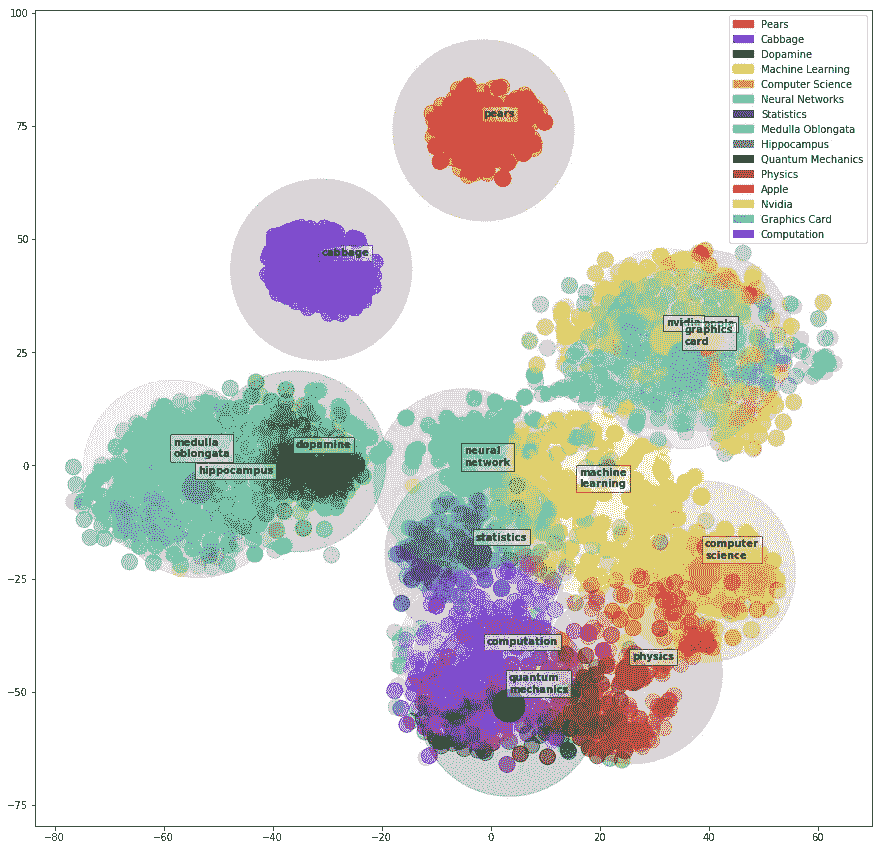 100
75
50
25
0
−25
−50
−75
−80
−60
−40
−20
0
20
40
60
Pears
Cabbage
Dopamine
Machine Learning
Computer Science
Neural Networks
Statistics
Medulla Oblongata
Hippocampus
Quantum Mechanics
Physics
Apple
Nvidia
Graphics Card
Computation
pears
cabbage
nvidia apple
graphics
card
medulla
oblongata
dopamine
hippocampus
neural
network
machine
learning
statistics
computer
science
computation
physics
quantum
mechanics